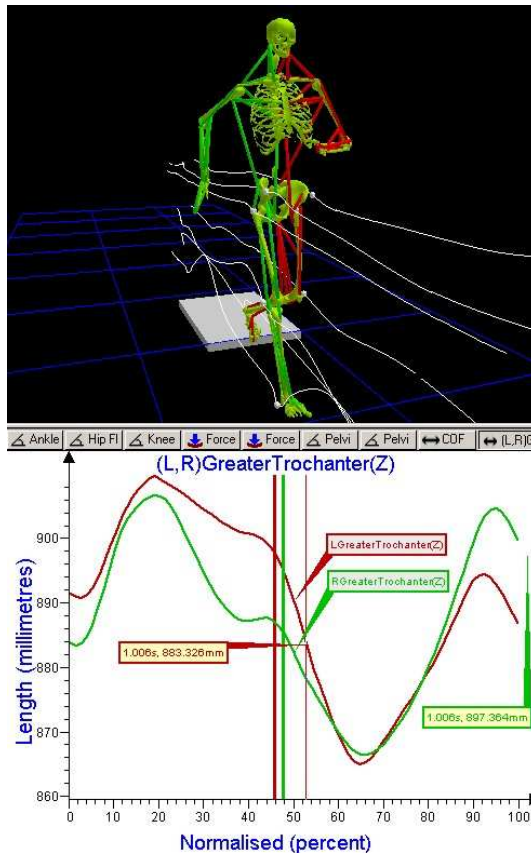 Ankle Hip Fl Knee Force Force Pelvi Pelvi COF (L,R)G
(L,R)GreaterTrochanter(Z)
Length (millimetres)
900
890
880
870
860
LGreaterTrochanter(Z)
RGreaterTrochanter(Z)
1.006s, 883.326mm
1.006s, 897.364mm
0 10 20 30 40 50 60 70 80 90 100
Normalised (percent)